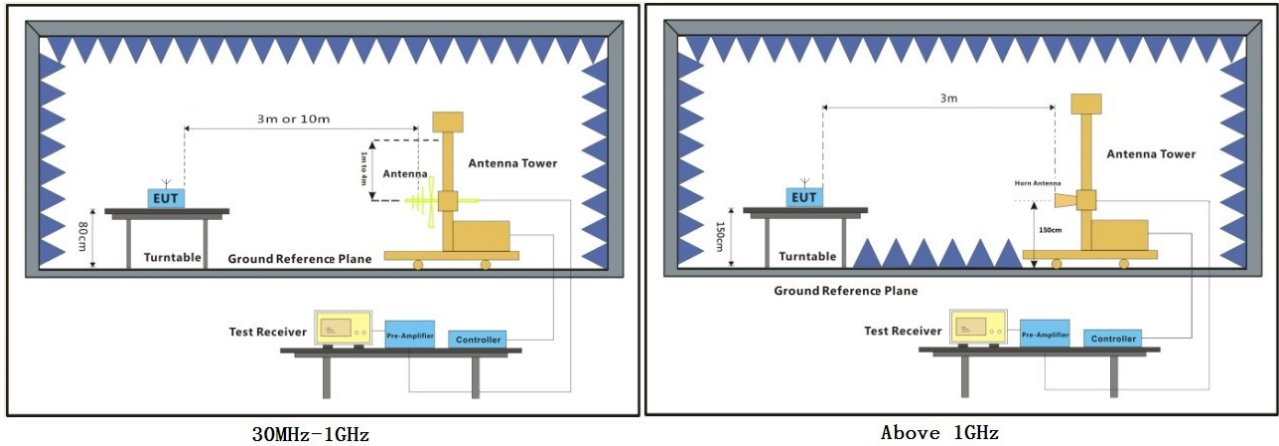 3m or 10m
1m to 4m
Antenna
Antenna Tower
EUT
80cm
Turntable
Ground Reference Plane
Test Receiver
Pre-Amplifier
Controller
30MHz-1GHz
3m
Antenna Tower
Horn Antenna
EUT
150cm
150cm
Turntable
Ground Reference Plane
Test Receiver
Pre-Amplifier
Controller
Above 1GHz